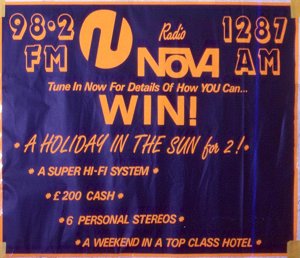 98·2 FM
Radio NOVA
1287 AM
Tune In Now For Details Of How YOU Can...
WIN!
• A HOLIDAY IN THE SUN for 2! •
• A SUPER HI-FI SYSTEM •
• £200 CASH •
• 6 PERSONAL STEREOS •
• A WEEKEND IN A TOP CLASS HOTEL •